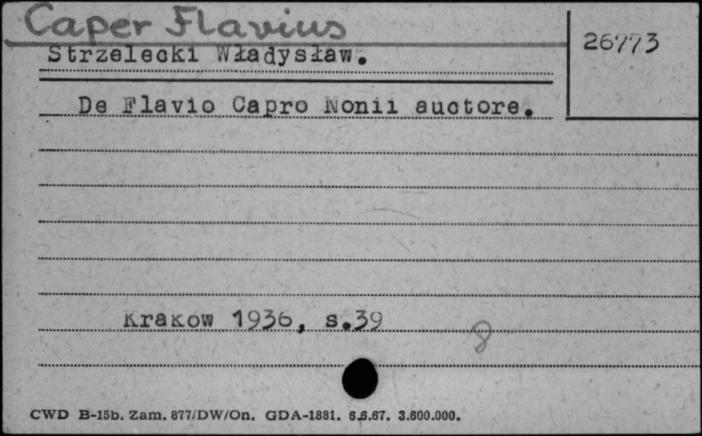 Caper Flavius
26773
Strzelecki Władysław.
De Flavio Capro Nonii auctore.
Krakow 1936, s.39
8
CWD B-15b. Zam. 877/DW/On. GDA-1881. 6.6.67. 3.600.000.